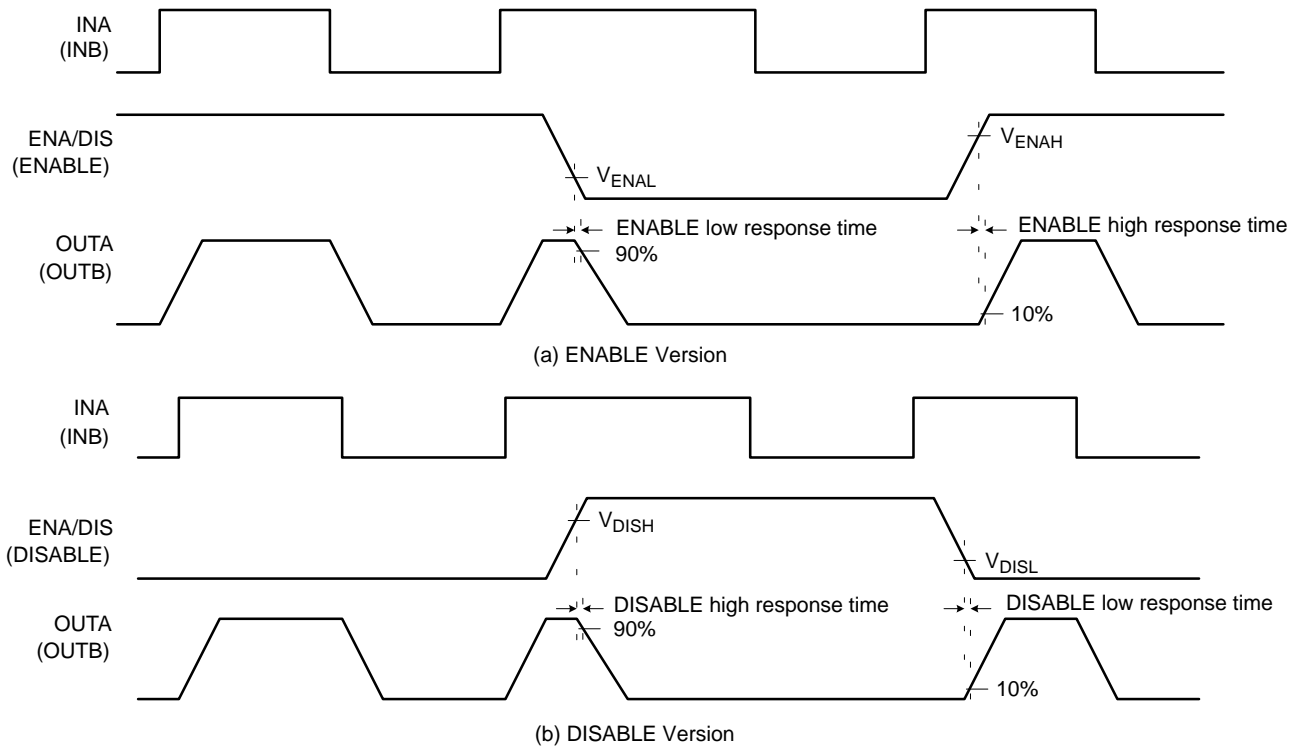 INA
(INB)
ENA/DIS
(ENABLE)
VENAL
VENAH
OUTA
(OUTB)
ENABLE low response time
90%
ENABLE high response time
10%
(a) ENABLE Version
INA
(INB)
ENA/DIS
(DISABLE)
VDISH
VDISL
OUTA
(OUTB)
DISABLE high response time
90%
DISABLE low response time
10%
(b) DISABLE Version